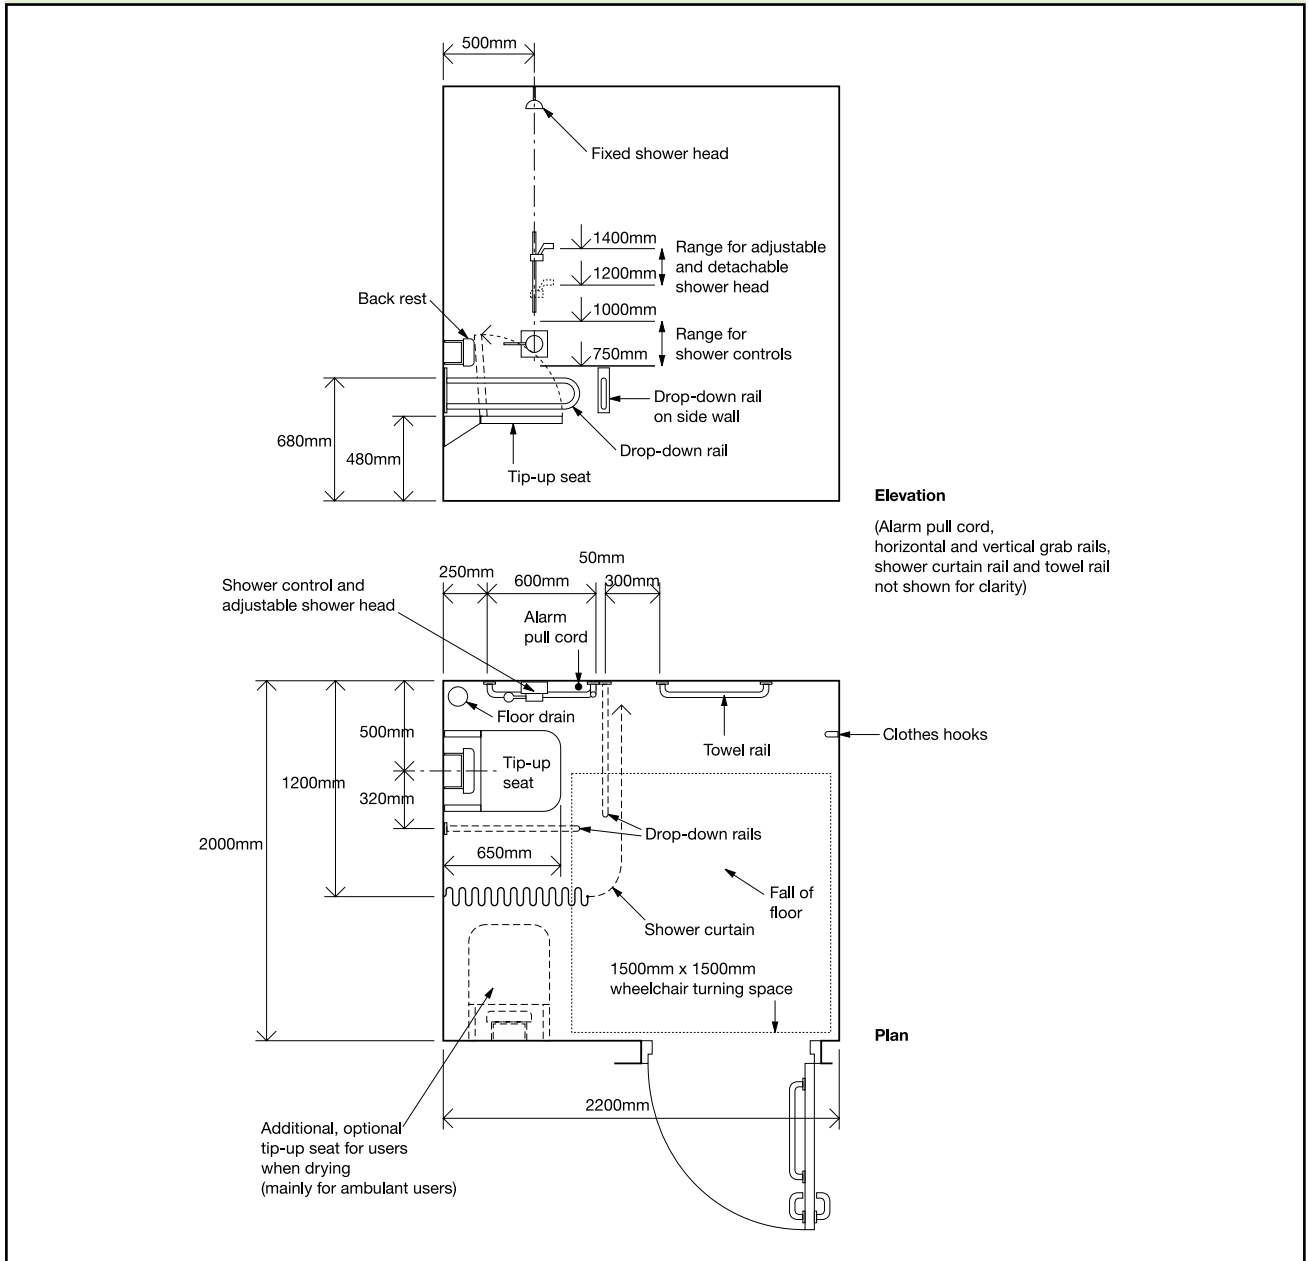 500mm
Fixed shower head
1400mm
Range for adjustable
and detachable
shower head
1200mm
Back rest
1000mm
Range for
shower controls
750mm
Drop-down rail
on side wall
680mm
480mm
Drop-down rail
Tip-up seat
Elevation
(Alarm pull cord,
horizontal and vertical grab rails,
shower curtain rail and towel rail
not shown for clarity)
50mm
250mm
600mm
300mm
Shower control and
adjustable shower head
Alarm
pull cord
Floor drain
500mm
Towel rail
Clothes hooks
Tip-up
seat
1200mm
320mm
Drop-down rails
2000mm
650mm
Fall of
floor
Shower curtain
1500mm x 1500mm
wheelchair turning space
Plan
2200mm
Additional, optional
tip-up seat for users
when drying
(mainly for ambulant users)